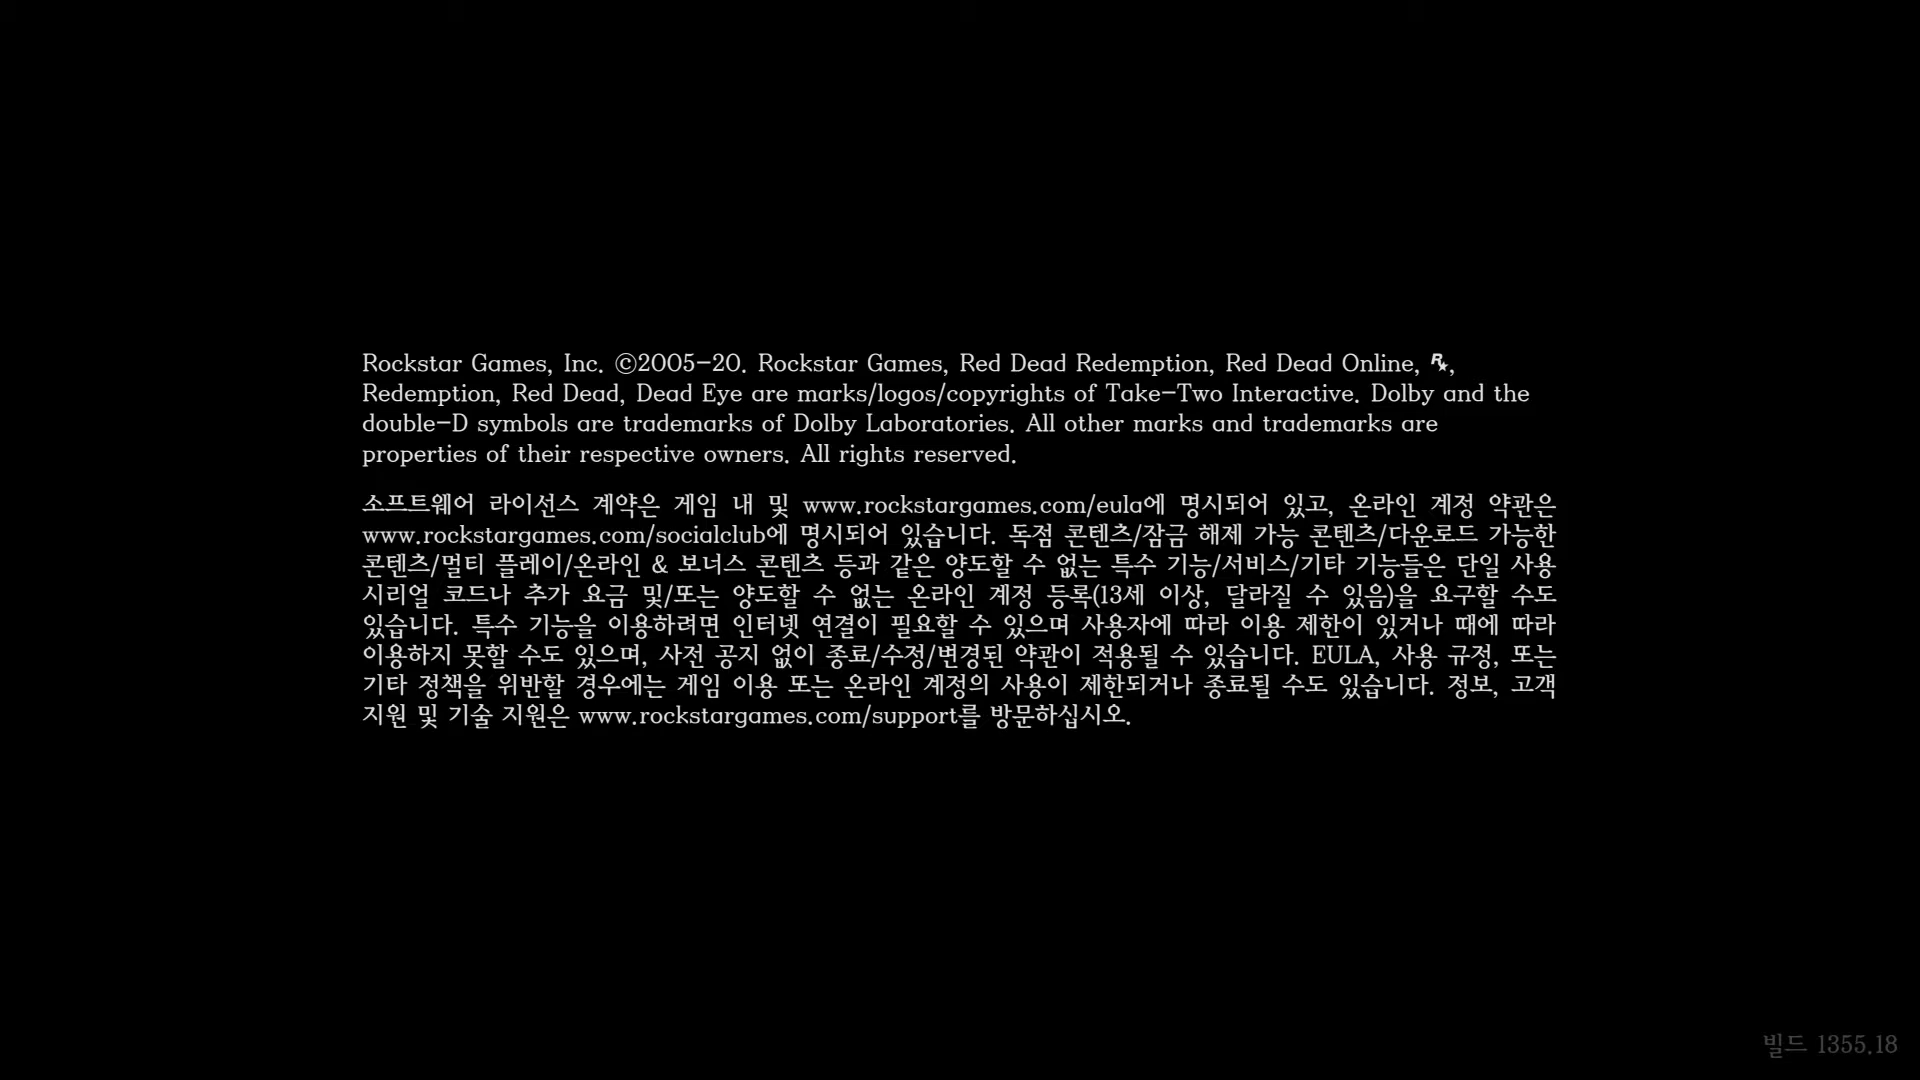 Rockstar Games, Inc. ©2005-20. Rockstar Games, Red Dead Redemption, Red Dead Online, R★,
Redemption, Red Dead, Dead Eye are marks/logos/copyrights of Take-Two Interactive. Dolby and the
double-D symbols are trademarks of Dolby Laboratories. All other marks and trademarks are
properties of their respective owners. All rights reserved.
소프트웨어 라이선스 계약은 게임 내 및 www.rockstargames.com/eula에 명시되어 있고, 온라인 계정 약관은
www.rockstargames.com/socialclub에 명시되어 있습니다. 독점 콘텐츠/잠금 해제 가능 콘텐츠/다운로드 가능한
콘텐츠/멀티 플레이/온라인 & 보너스 콘텐츠 등과 같은 양도할 수 없는 특수 기능/서비스/기타 기능들은 단일 사용
시리얼 코드나 추가 요금 및/또는 양도할 수 없는 온라인 계정 등록(13세 이상, 달라질 수 있음)을 요구할 수도
있습니다. 특수 기능을 이용하려면 인터넷 연결이 필요할 수 있으며 사용자에 따라 이용 제한이 있거나 때에 따라
이용하지 못할 수도 있으며, 사전 공지 없이 종료/수정/변경된 약관이 적용될 수 있습니다. EULA, 사용 규정, 또는
기타 정책을 위반할 경우에는 게임 이용 또는 온라인 계정의 사용이 제한되거나 종료될 수도 있습니다. 정보, 고객
지원 및 기술 지원은 www.rockstargames.com/support를 방문하십시오.
빌드 1355.18